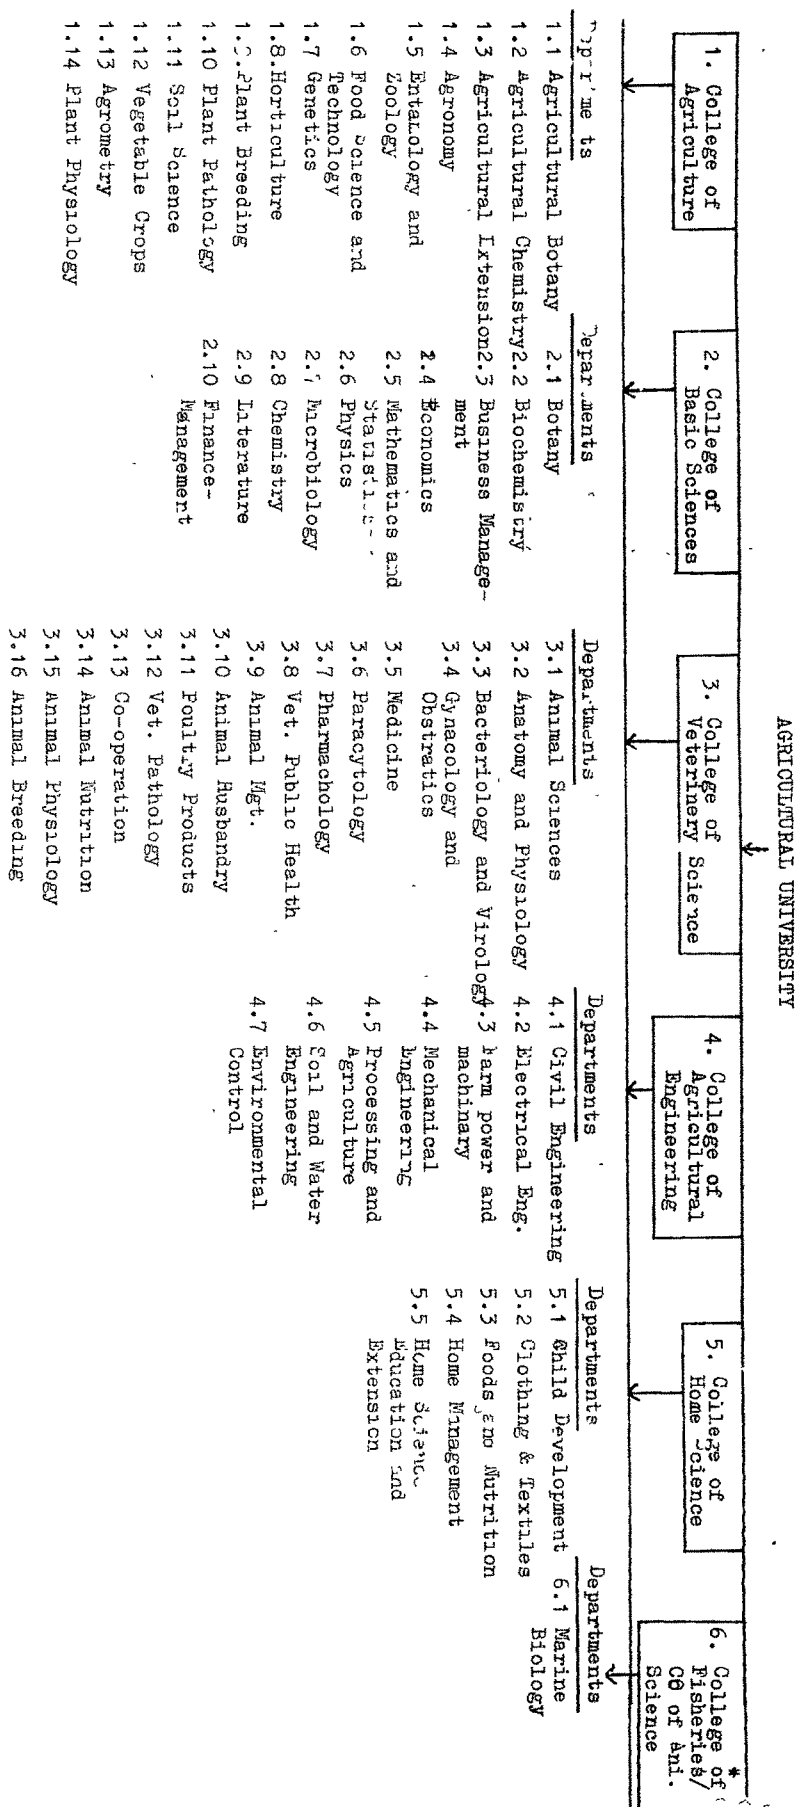 AGRICULTURAL UNIVERSITY
1. College of
Agriculture
2. College of
Basic Sciences
3. College of
Veterinery Science
4. College of
Agricultural
Engineering
5. College of
Home Science
6. College of *
Fisheries/
C0 of Ani.
Science
1.1 Agricultural Botany
1.2 Agricultural Chemistry
1.3 Agricultural Extension
1.4 Agronomy
1.5 Entomology and
Zoology
1.6 Food Science and
Technology
1.7 Genetics
1.8.Horticulture
Plant Breeding
1.10 Plant Pathology
1.11 Soil Science
1.12 Vegetable Crops
1.13 Agrometry
1.14 Plant Physiology
Departments
2.1 Botany
2.2 Biochemistry
2.3 Business Manage-
ment
2.4 Economics
2.5 Mathematics and
2.6 Physics
2.7 Microbiology
2.8 Chemistry
2.9 Literature
2.10 Finance-
Management
Departments
3.1 Animal Sciences
3.2 Anatomy and Physiology
3.3 Bacteriology and Virology
3.4 Gynacology and
Obstratics
3.5 Medicine
3.6 Paracytology
3.7 Pharmachology
3.8 Vet. Public Health
3.9 Animal Mgt.
3.10 Animal Husbandry
3.11 Poultry Products
3.12 Vet. Pathology
3.13 Co-operation
3.14 Animal Nutrition
3.15 Animal Physiology
3.16 Animal Breeding
Departments
4.1 Civil Engineering
4.2 Electrical Eng.
4.3 Farm power and
machinary
4.4 Mechanical
Engineering
4.5 Processing and
Agriculture
4.6 Soil and Water
Engineering
4.7 Environmental
Control
Departments
5.1 Child Development
5.2 Clothing & Textiles
5.3 Foods and Nutrition
5.4 Home Management
5.5 Home Science
Education and
Extension
Departments
6.1 Marine
Biology